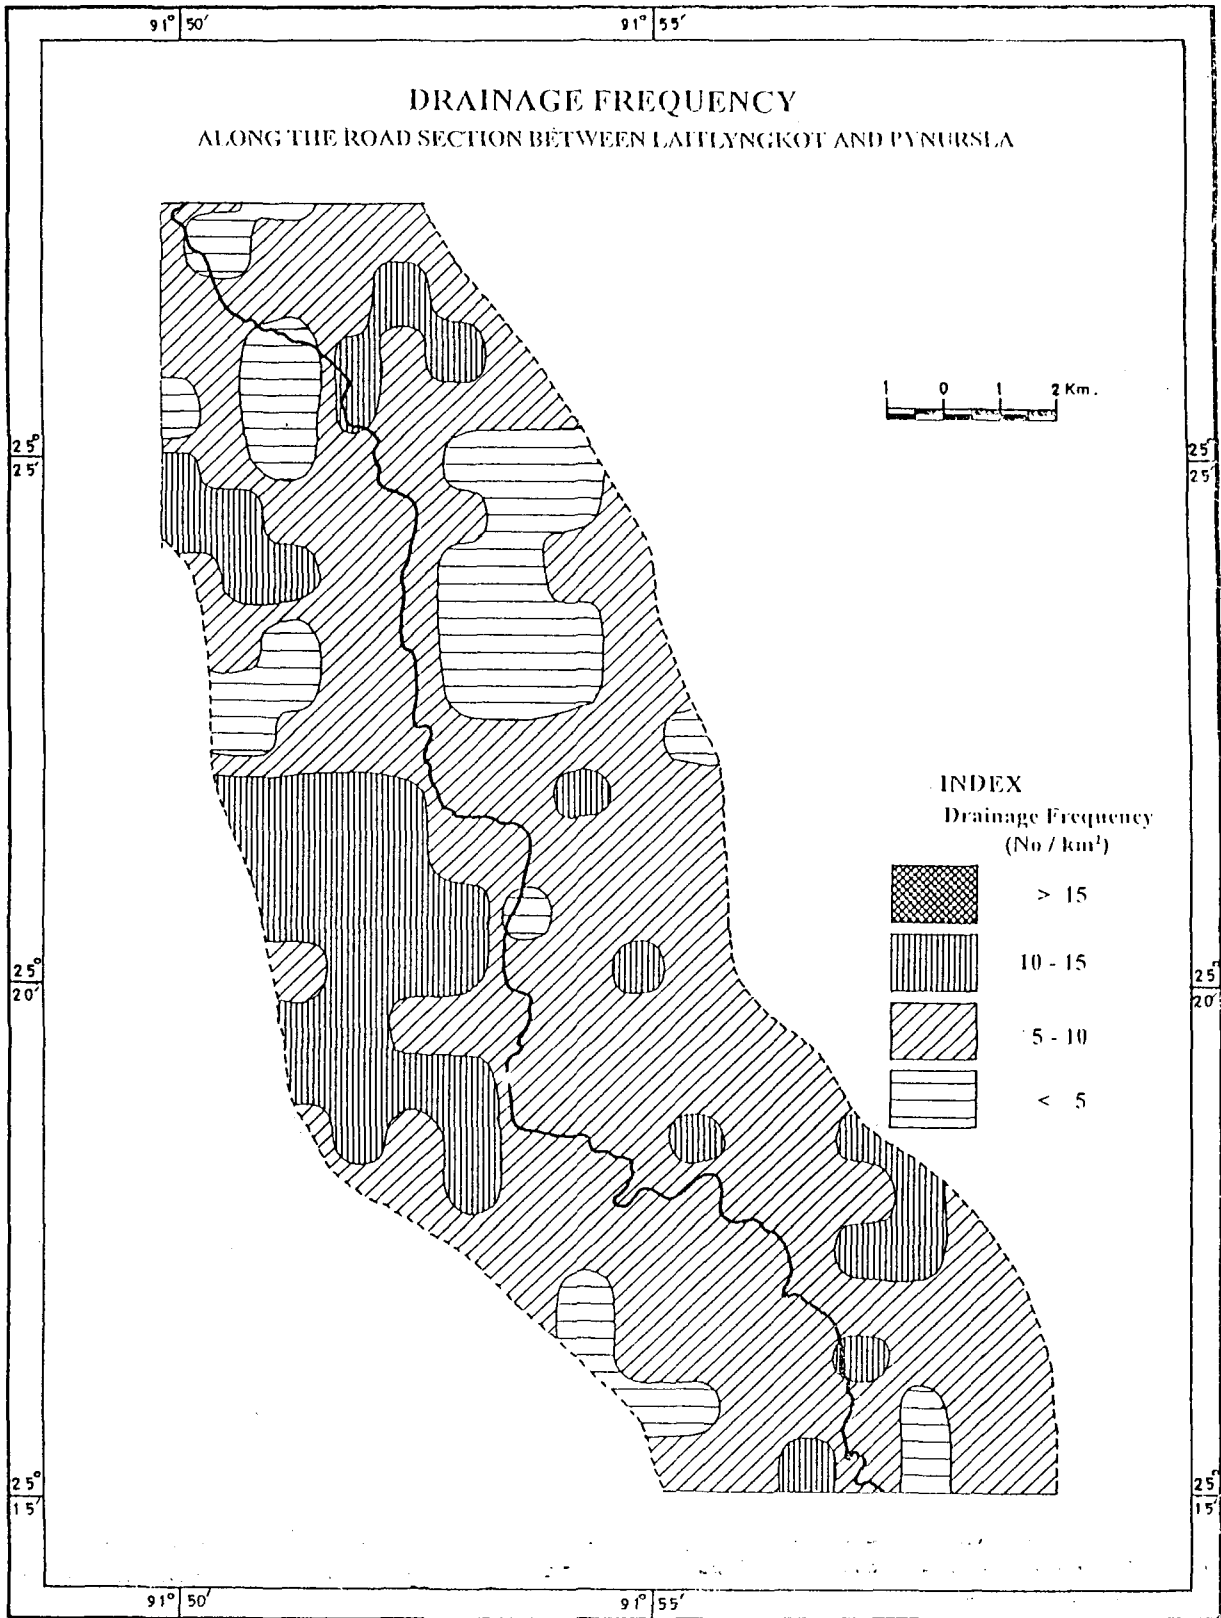 91° 50′
91° 55′
DRAINAGE FREQUENCY
ALONG THE ROAD SECTION BETWEEN LAITLYNGKOT AND PYNURSLA
1 0 1 2 Km.
25° 25′
25° 25′
INDEX
Drainage Frequency
(No / km²)
> 15
10 - 15
5 - 10
< 5
25° 20′
25° 20′
25° 15′
25° 15′
91° 50′
91° 55′